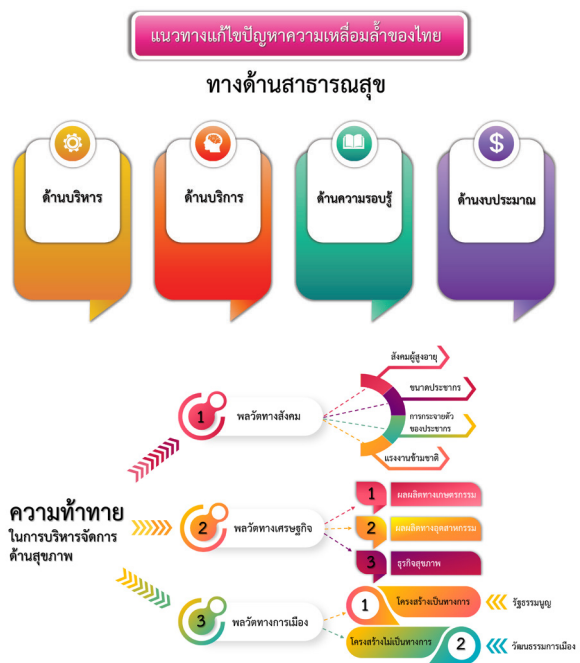 แนวทางแก้ไขปัญหาความเหลื่อมล้ำของไทย
ทางด้านสาธารณสุข
ด้านบริหาร
ด้านบริการ
ด้านความรอบรู้
$
ด้านงบประมาณ
ความท้าทาย
ในการบริหารจัดการ
ด้านสุขภาพ
1
พลวัตทางสังคม
สังคมผู้สูงอายุ
ขนาดประชากร
การกระจายตัว
ของประชากร
แรงงานข้ามชาติ
2
พลวัตทางเศรษฐกิจ
1
ผลผลิตทางเกษตรกรรม
2
ผลผลิตทางอุตสาหกรรม
3
ธุรกิจสุขภาพ
3
พลวัตทางการเมือง
1
โครงสร้างเป็นทางการ
รัฐธรรมนูญ
โครงสร้างไม่เป็นทางการ
2
วัฒนธรรมการเมือง